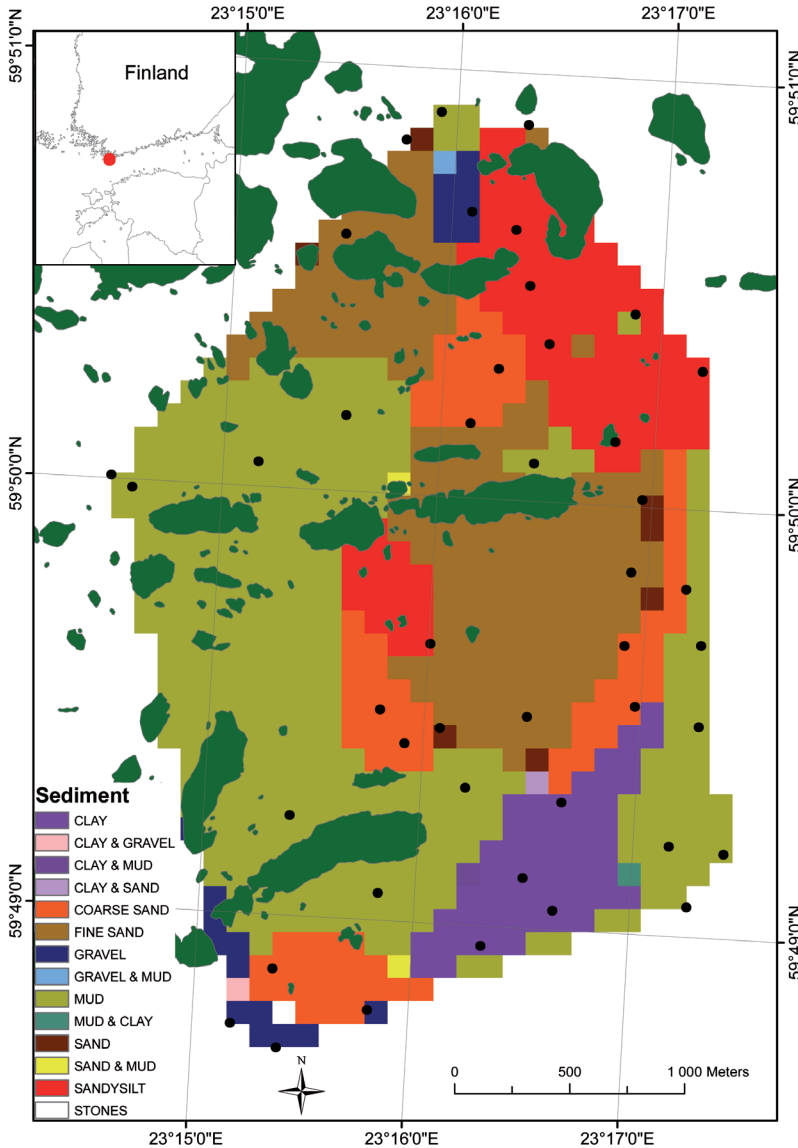 23°15'0"E 23°16'0"E 23°17'0"E
59°51'0"N
59°51'0"N
Finland
59°50'0"N
59°50'0"N
Sediment
CLAY
CLAY & GRAVEL
CLAY & MUD
CLAY & SAND
COARSE SAND
FINE SAND
GRAVEL
GRAVEL & MUD
MUD
MUD & CLAY
SAND
SAND & MUD
SANDYSILT
STONES
59°49'0"N
59°49'0"N
N
0 500 1 000 Meters
23°15'0"E 23°16'0"E 23°17'0"E